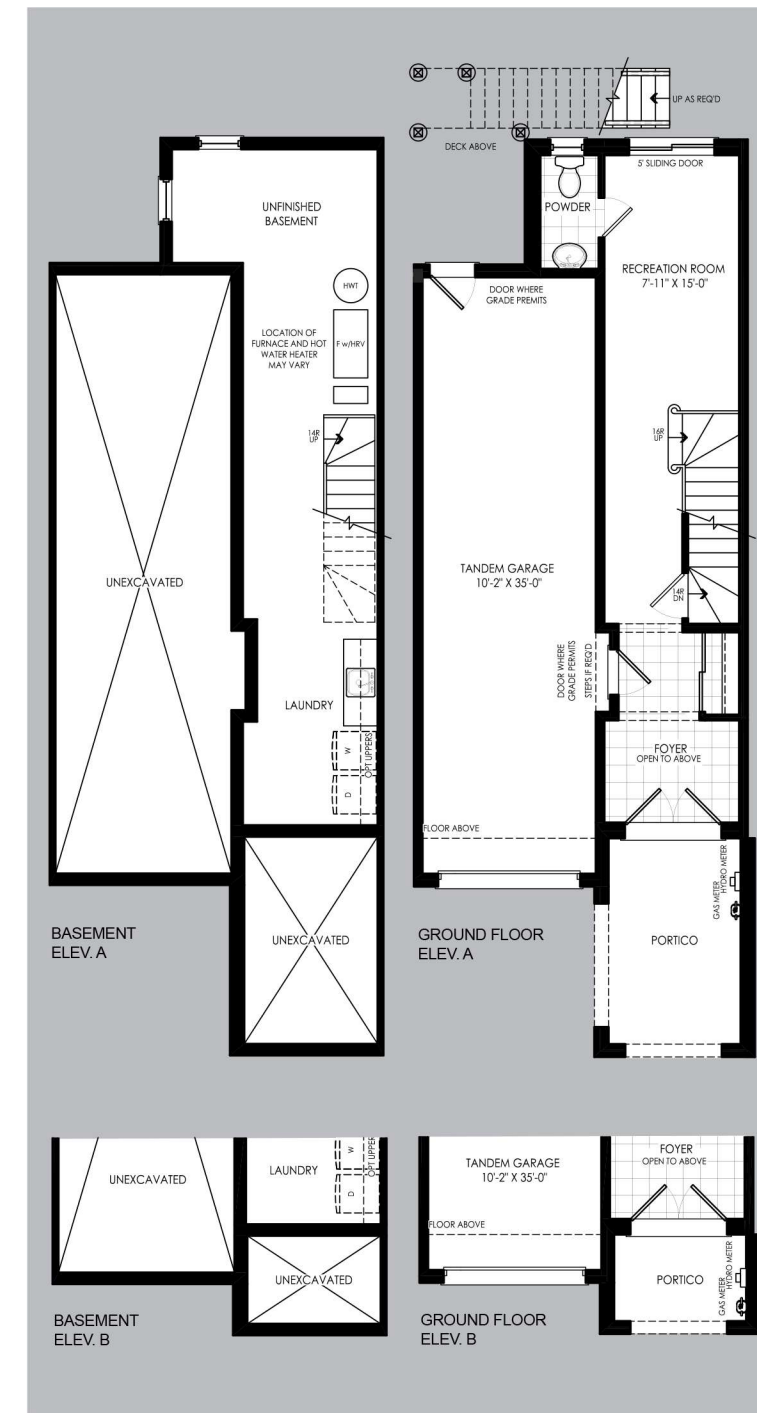 UNFINISHED
BASEMENT
HWT
LOCATION OF
FURNACE AND HOT
WATER HEATER
MAY VARY
F w/HRV
14R
UP
UNEXCAVATED
LAUNDRY
W
D
OPT UPPERS
UNEXCAVATED
BASEMENT
ELEV. A
UP AS REQ'D
DECK ABOVE
5' SLIDING DOOR
POWDER
RECREATION ROOM
7'-11" X 15'-0"
DOOR WHERE
GRADE PREMITS
16R
UP
TANDEM GARAGE
10'-2" X 35'-0"
14R
DN
DOOR WHERE
GRADE PERMITS
STEPS IF REQ'D
FOYER
OPEN TO ABOVE
FLOOR ABOVE
GAS METER
HYDRO METER
PORTICO
GROUND FLOOR
ELEV. A
UNEXCAVATED
LAUNDRY
W
D
OPT UPPER
UNEXCAVATED
BASEMENT
ELEV. B
TANDEM GARAGE
10'-2" X 35'-0"
FOYER
OPEN TO ABOVE
FLOOR ABOVE
PORTICO
GAS METER
HYDRO METER
GROUND FLOOR
ELEV. B